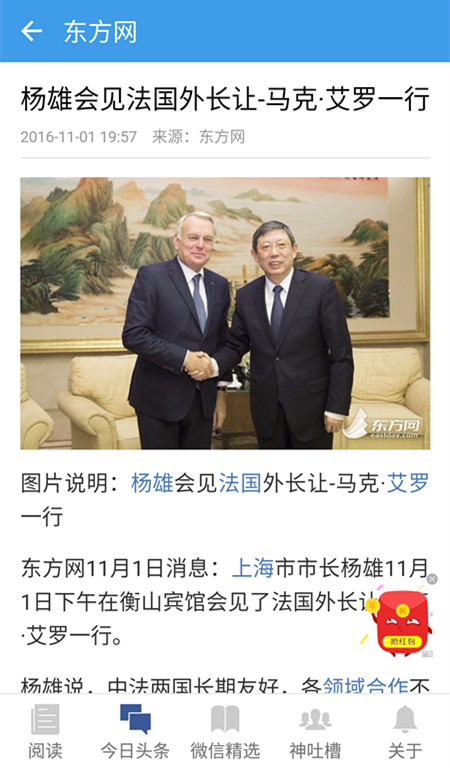 东方网
杨雄会见法国外长让-马克·艾罗一行
2016-11-01 19:57 来源：东方网
东方网
eastday.com
图片说明：杨雄会见法国外长让-马克·艾罗
一行
东方网11月1日消息：上海市市长杨雄11月
1日下午在衡山宾馆会见了法国外长让
·艾罗一行。
抢红包
杨雄说，中法两国长期友好，各领域合作不
阅读 今日头条 微信精选 神吐槽 关于